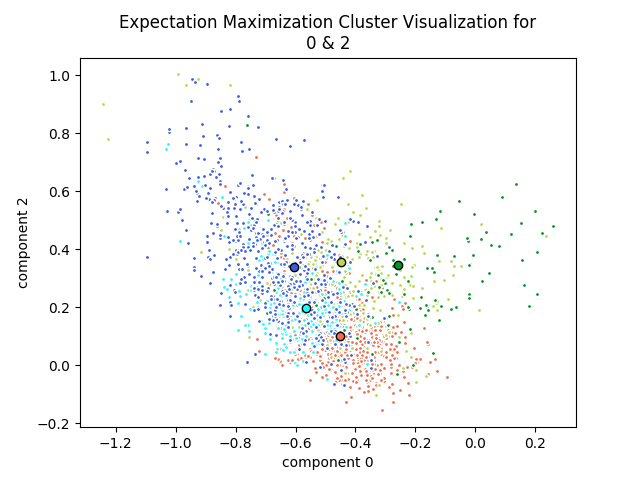 Expectation Maximization Cluster Visualization for
0 & 2
component 2
1.0
0.8
0.6
0.4
0.2
0.0
−0.2
−1.2 −1.0 −0.8 −0.6 −0.4 −0.2 0.0 0.2
component 0